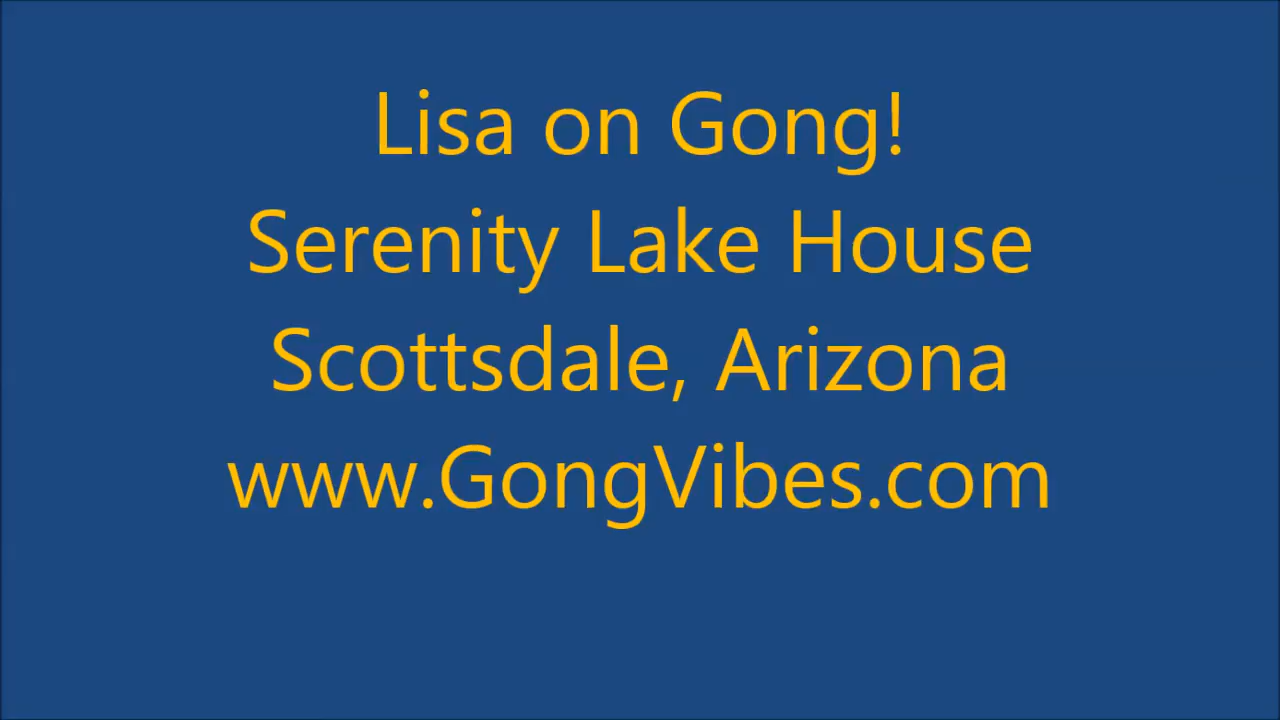 Lisa on Gong!
Serenity Lake House
Scottsdale, Arizona
www.GongVibes.com